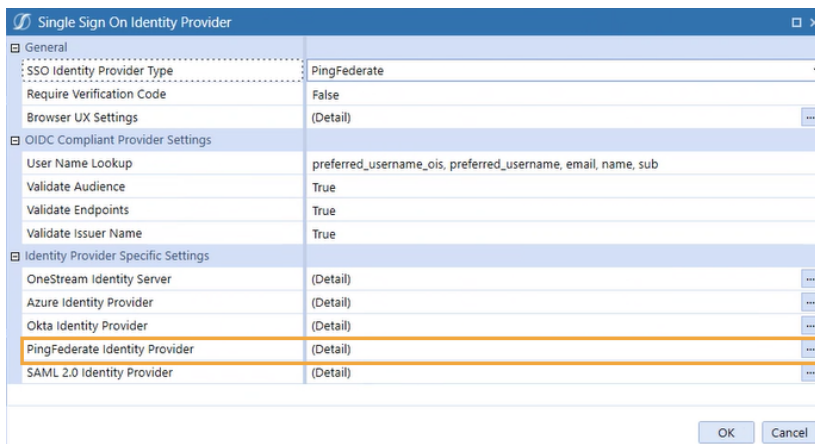 Single Sign On Identity Provider
General
SSO Identity Provider Type PingFederate
Require Verification Code False
Browser UX Settings (Detail) ...
OIDC Compliant Provider Settings
User Name Lookup preferred_username_ois, preferred_username, email, name, sub
Validate Audience True
Validate Endpoints True
Validate Issuer Name True
Identity Provider Specific Settings
OneStream Identity Server (Detail) ...
Azure Identity Provider (Detail) ...
Okta Identity Provider (Detail) ...
PingFederate Identity Provider (Detail) ...
SAML 2.0 Identity Provider (Detail) ...
OK Cancel